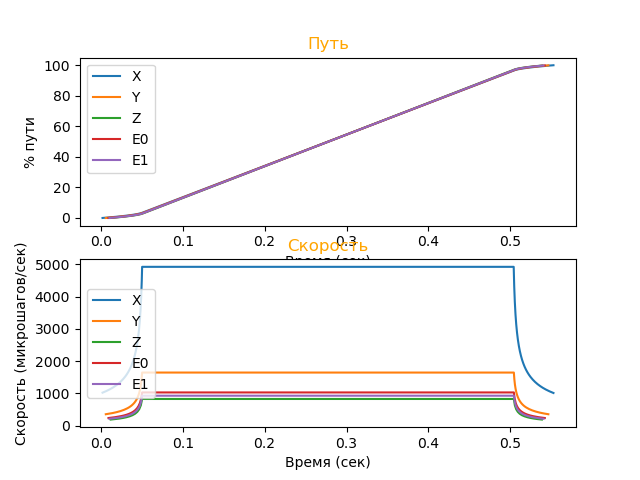 Путь
% пути
100
80
60
40
20
0
X
Y
Z
E0
E1
0.0 0.1 0.2 0.3 0.4 0.5
Время (сек)
Скорость
Скорость (микрошагов/сек)
5000
4000
3000
2000
1000
0
X
Y
Z
E0
E1
0.0 0.1 0.2 0.3 0.4 0.5
Время (сек)